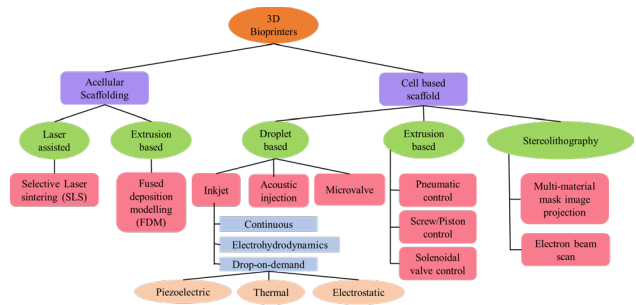 3D
Bioprinters
Acellular
Scaffolding
Cell based
scaffold
Laser
assisted
Extrusion
based
Droplet
based
Extrusion
based
Stereolithography
Selective Laser
sintering (SLS)
Fused
deposition
modelling
(FDM)
Inkjet
Acoustic
injection
Microvalve
Pneumatic
control
Screw/Piston
control
Solenoidal
valve control
Multi-material
mask image
projection
Electron beam
scan
Continuous
Electrohydrodynamics
Drop-on-demand
Piezoelectric
Thermal
Electrostatic